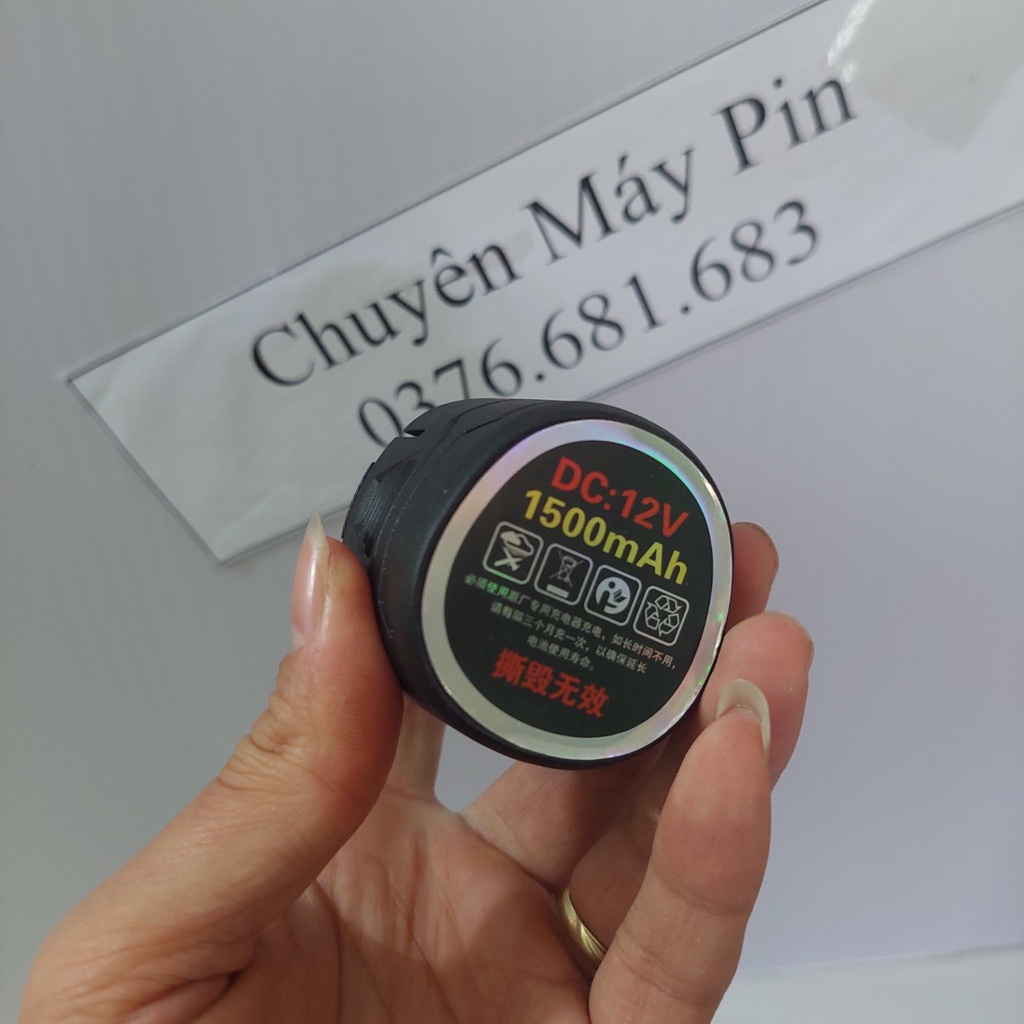 Chuyên Máy Pin
0376.681.683
DC:12V
1500mAh
必须使用原厂专用充电器充电，如长时间不用，
请每隔三个月充一次，以确保延长
电池使用寿命。
撕毁无效